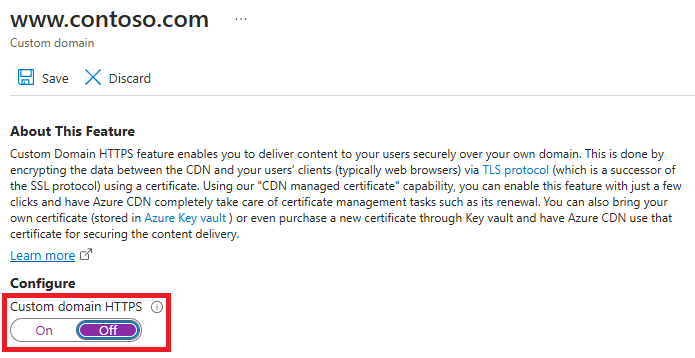 www.contoso.com ...
Custom domain
Save Discard
About This Feature
Custom Domain HTTPS feature enables you to deliver content to your users securely over your own domain. This is done by
encrypting the data between the CDN and your users’ clients (typically web browsers) via TLS protocol (which is a successor of
the SSL protocol) using a certificate. Using our "CDN managed certificate" capability, you can enable this feature with just a few
clicks and have Azure CDN completely take care of certificate management tasks such as its renewal. You can also bring your
own certificate (stored in Azure Key vault ) or even purchase a new certificate through Key vault and have Azure CDN use that
certificate for securing the content delivery.
Learn more
Configure
Custom domain HTTPS
On Off